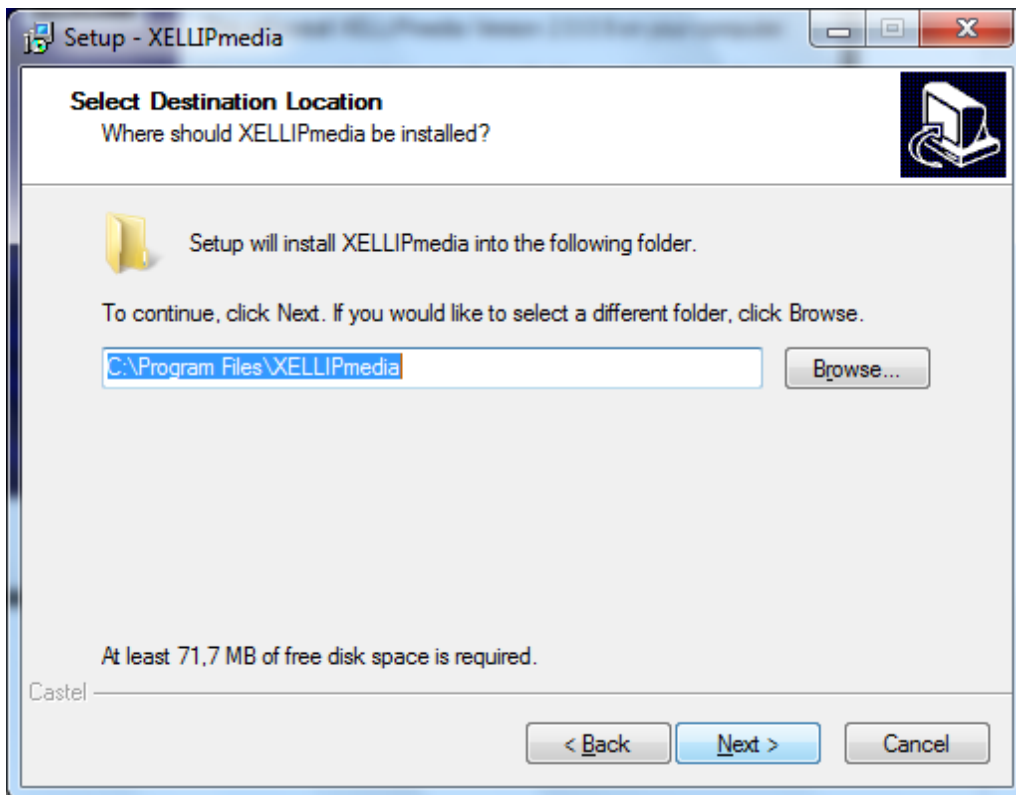 Setup - XELLIPmedia
Select Destination Location
Where should XELLIPmedia be installed?
Setup will install XELLIPmedia into the following folder.
To continue, click Next. If you would like to select a different folder, click Browse.
C:\Program Files\XELLIPmedia
Browse...
At least 71,7 MB of free disk space is required.
Castel
< Back
Next >
Cancel